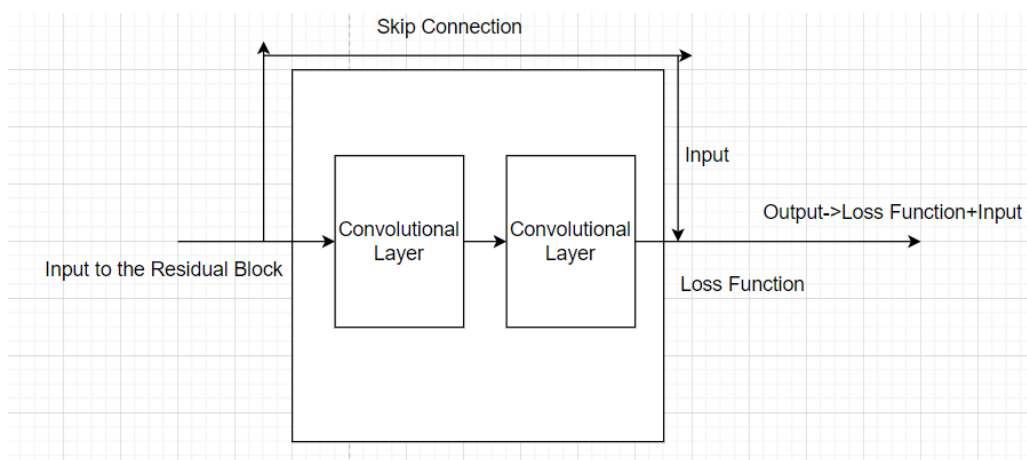 Skip Connection
Input
Output->Loss Function+Input
Convolutional
Layer
Convolutional
Layer
Input to the Residual Block
Loss Function